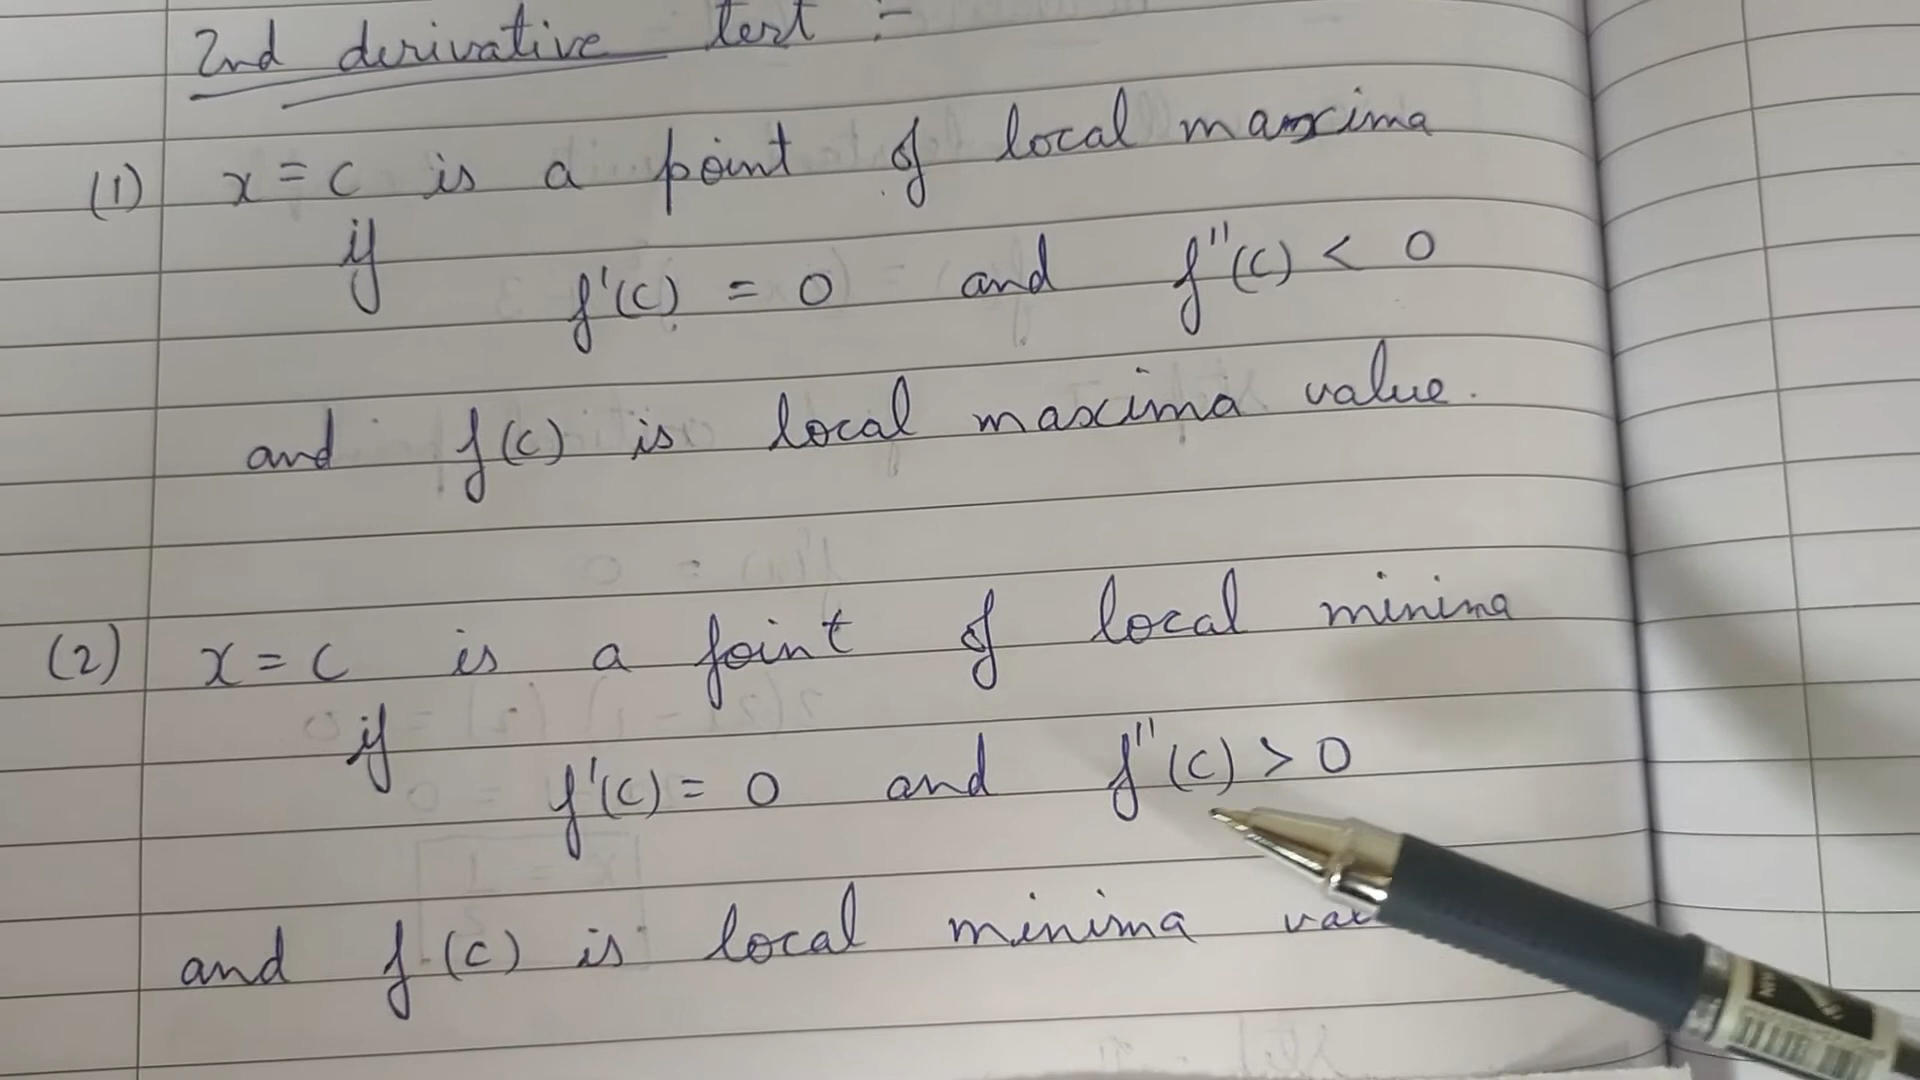 2nd derivative test :-
(1) x = c is a point of local maxima
if f'(c) = 0 and f''(c) < 0
and f(c) is local maxima value.
(2) x = c is a point of local minima
if f'(c) = 0 and f''(c) > 0
and f(c) is local minima